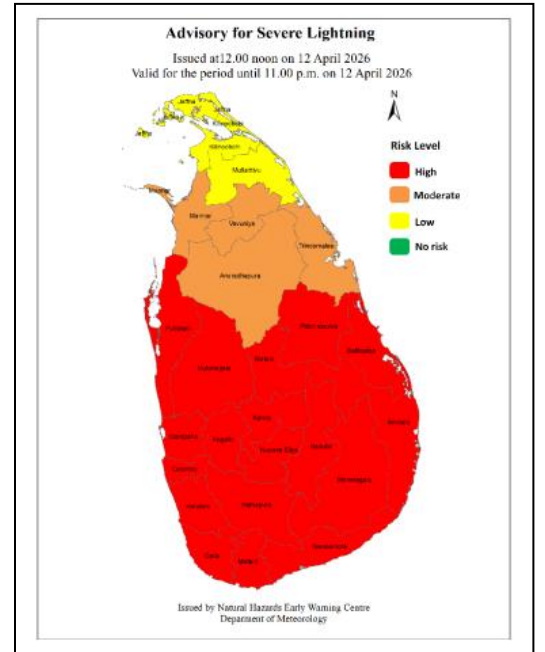 Advisory for Severe Lightning
Issued at12.00 noon on 12 April 2026
Valid for the period until 11.00 p.m. on 12 April 2026
N
Risk Level
High
Moderate
Low
No risk
Jaffna
Jaffna
Kilinochchi
Mullaitivu
Mannar
Vavuniya
Trincomalee
Anuradhapura
Puttalam
Polonnaruwa
Batticaloa
Kurunegala
Matale
Ampara
Kandy
Gampaha
Kegalle
Nuwara Eliya
Badulla
Colombo
Monaragala
Kalutara
Ratnapura
Hambantota
Galle
Matara
Issued by Natural Hazards Early Warning Centre
Deparment of Meteorology